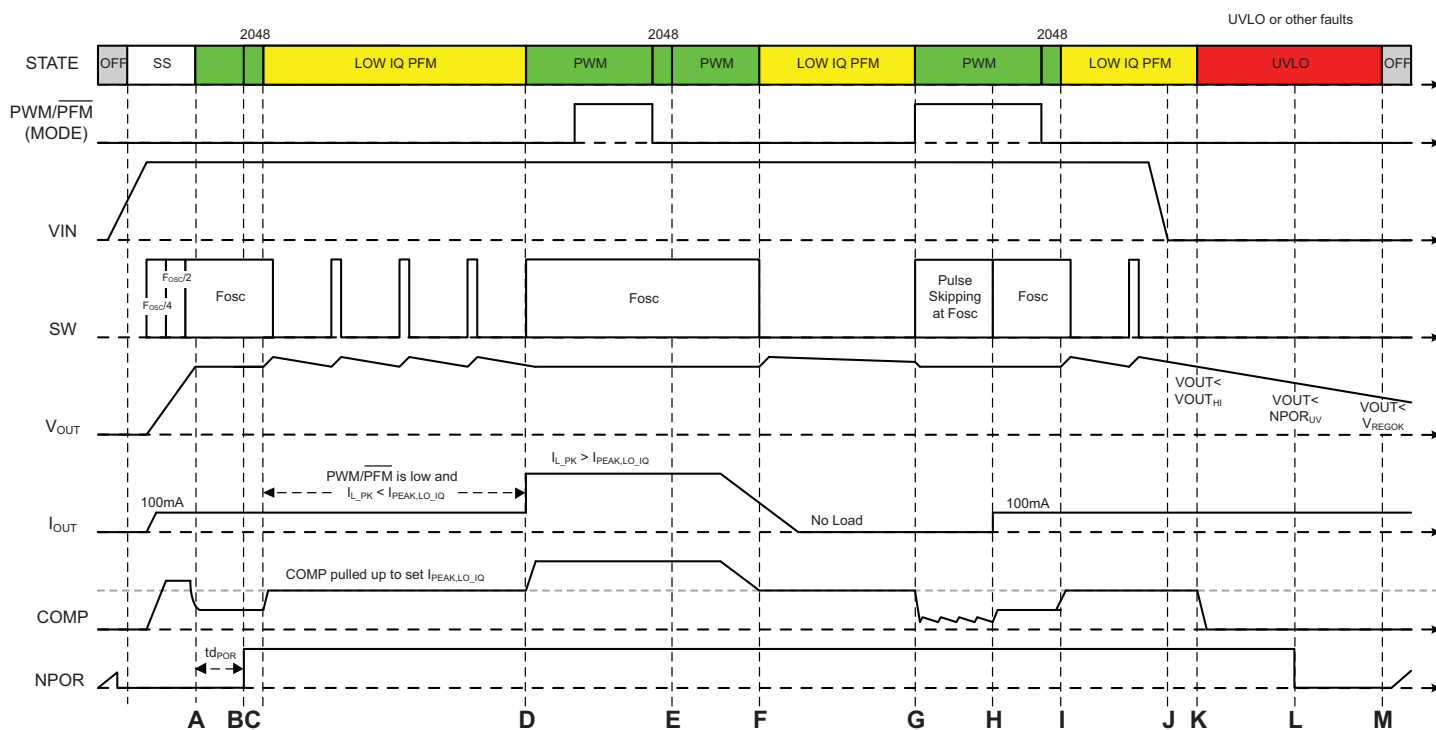 UVLO or other faults
2048 2048 2048
STATE OFF SS LOW IQ PFM PWM PWM LOW IQ PFM PWM LOW IQ PFM UVLO OFF
PWM/PFM
(MODE)
VIN
FOSC/4 FOSC/2 Fosc Fosc
Pulse
Skipping
at Fosc
Fosc
SW
VOUT<
VOUTHI
VOUT<
NPORUV
VOUT<
VREGOK
VOUT
PWM/PFM is low and
IL_PK < IPEAK,LO_IQ
IL_PK > IPEAK,LO_IQ
100mA
No Load
100mA
IOUT
COMP pulled up to set IPEAK,LO_IQ
COMP
tdPOR
NPOR
A B C D E F G H I J K L M